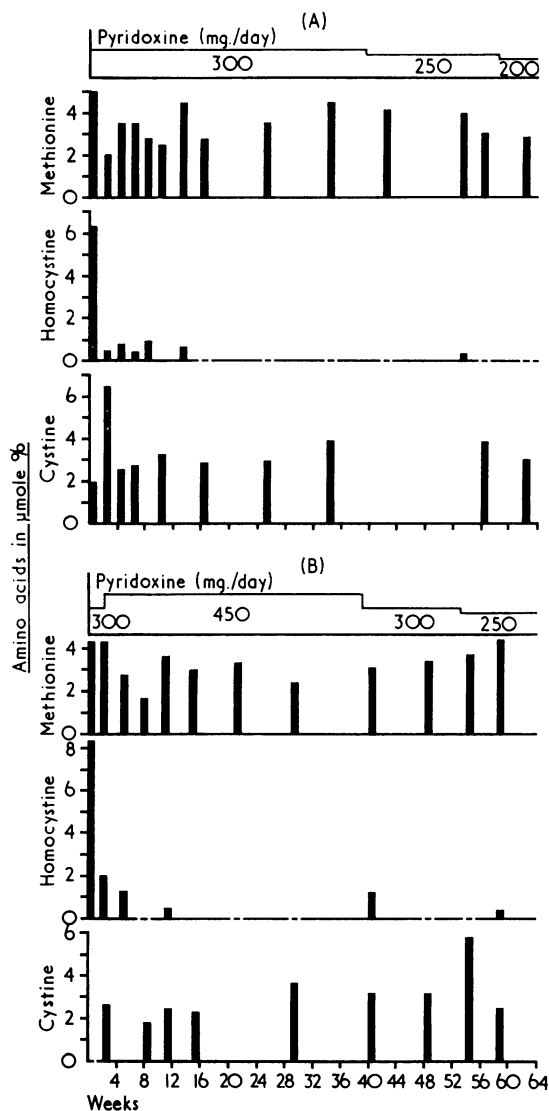 (A)
Pyridoxine (mg./day)
300 250 200
Methionine
4
2
0
Homocystine
6
4
2
0
Cystine
6
4
2
0
Amino acids in µmole %
(B)
Pyridoxine (mg./day)
300 450 300 250
Methionine
4
2
0
Homocystine
8
4
2
0
Cystine
6
4
2
0
4 8 12 16 20 24 28 32 36 40 44 48 52 56 60 64
Weeks